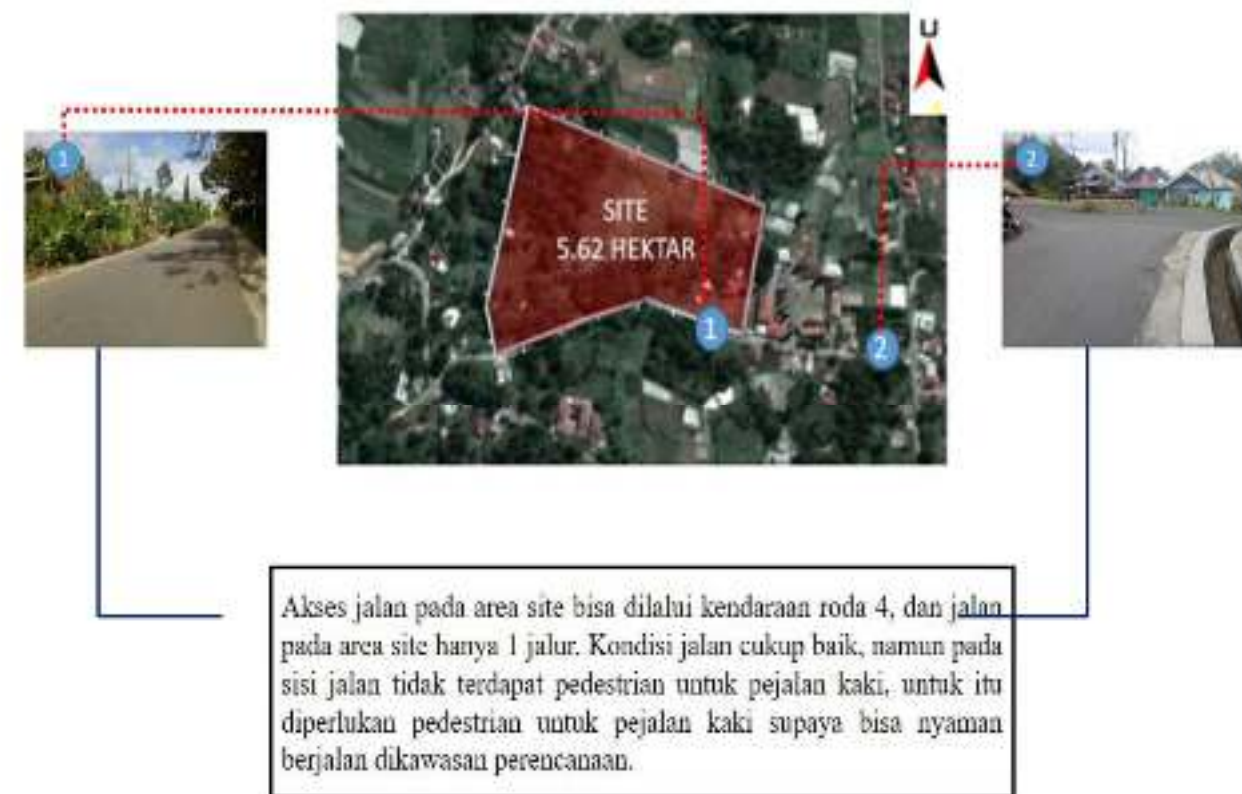 U
1
2
SITE
5.62 HEKTAR
1
2
Akses jalan pada area site bisa dilalui kendaraan roda 4, dan jalan
pada area site hanya 1 jalur. Kondisi jalan cukup baik, namun pada
sisi jalan tidak terdapat pedestrian untuk pejalan kaki, untuk itu
diperlukan pedestrian untuk pejalan kaki supaya bisa nyaman
berjalan dikawasan perencanaan.